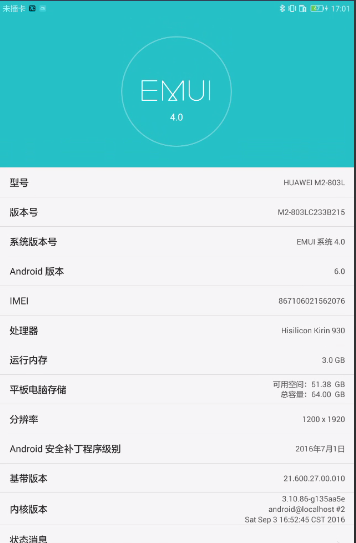 未插卡 47 17:01
EMUI
4.0
型号 HUAWEI M2-803L
版本号 M2-803LC233B215
系统版本号 EMUI 系统 4.0
Android 版本 6.0
IMEI 867106021562076
处理器 Hisilicon Kirin 930
运行内存 3.0 GB
平板电脑存储 可用空间: 51.38 GB
总容量: 64.00 GB
分辨率 1200 x 1920
Android 安全补丁程序级别 2016年7月1日
基带版本 21.600.27.00.010
内核版本 3.10.86-g135aa5e
android@localhost #2
Sat Sep 3 16:52:45 CST 2016
状态消息